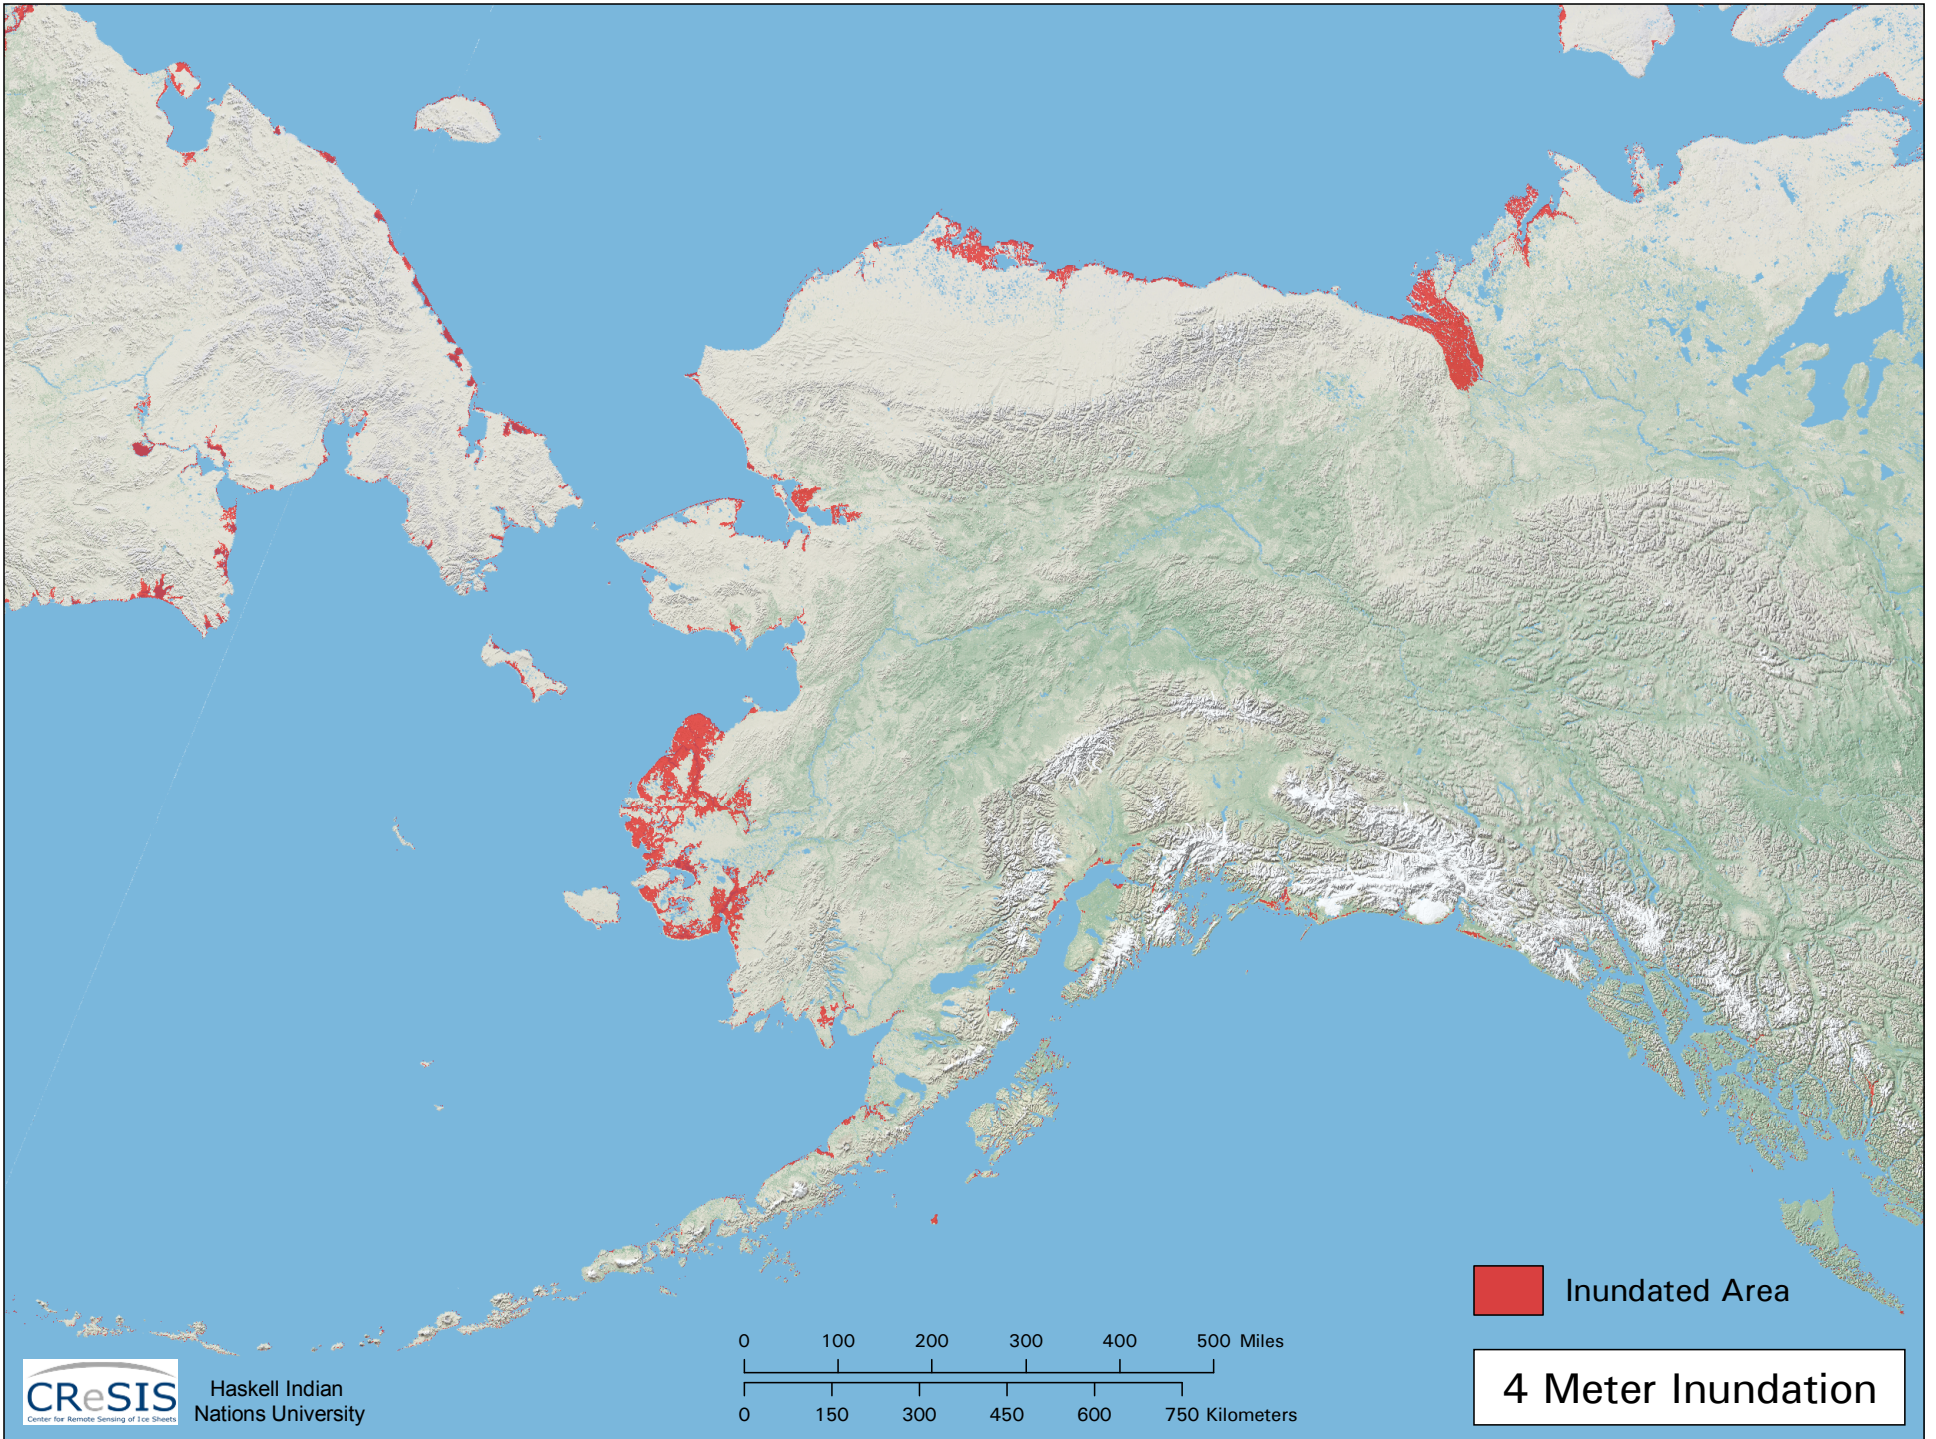 Inundated Area
4 Meter Inundation
0 100 200 300 400 500 Miles
0 150 300 450 600 750 Kilometers
CReSIS
Center for Remote Sensing of Ice Sheets
Haskell Indian
Nations University